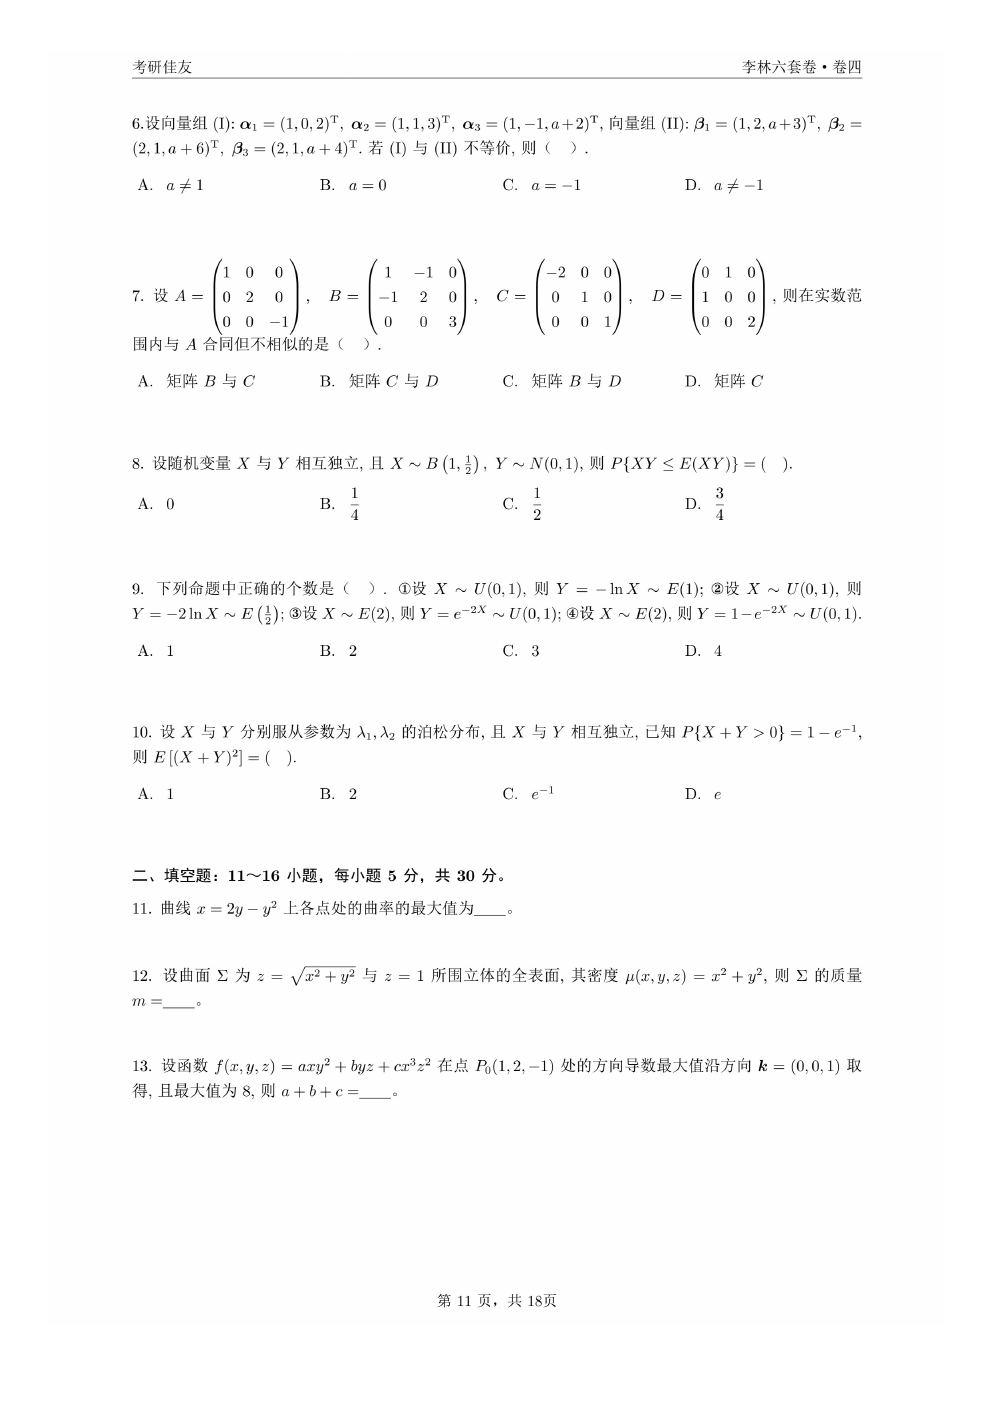 考研佳友 李林六套卷·卷四
6.设向量组 (I): α₁ = (1, 0, 2)ᵀ, α₂ = (1, 1, 3)ᵀ, α₃ = (1, −1, a+2)ᵀ, 向量组 (II): β₁ = (1, 2, a+3)ᵀ, β₂ =
(2, 1, a + 6)ᵀ, β₃ = (2, 1, a + 4)ᵀ. 若 (I) 与 (II) 不等价, 则（ ）.
A. a ≠ 1 B. a = 0 C. a = −1 D. a ≠ −1
7. 设 A = \begin{pmatrix} 1 & 0 & 0 \\ 0 & 2 & 0 \\ 0 & 0 & −1 \end{pmatrix}, B = \begin{pmatrix} 1 & −1 & 0 \\ −1 & 2 & 0 \\ 0 & 0 & 3 \end{pmatrix}, C = \begin{pmatrix} −2 & 0 & 0 \\ 0 & 1 & 0 \\ 0 & 0 & 1 \end{pmatrix}, D = \begin{pmatrix} 0 & 1 & 0 \\ 1 & 0 & 0 \\ 0 & 0 & 2 \end{pmatrix}, 则在实数范
围内与 A 合同但不相似的是（ ）.
A. 矩阵 B 与 C B. 矩阵 C 与 D C. 矩阵 B 与 D D. 矩阵 C
8. 设随机变量 X 与 Y 相互独立, 且 X ∼ B (1, 1/2), Y ∼ N(0, 1), 则 P{XY ≤ E(XY)} = ( ).
A. 0 B. 1/4 C. 1/2 D. 3/4
9. 下列命题中正确的个数是（ ）. ①设 X ∼ U(0, 1), 则 Y = − ln X ∼ E(1); ②设 X ∼ U(0, 1), 则
Y = −2 ln X ∼ E (1/2); ③设 X ∼ E(2), 则 Y = e⁻²ˣ ∼ U(0, 1); ④设 X ∼ E(2), 则 Y = 1−e⁻²ˣ ∼ U(0, 1).
A. 1 B. 2 C. 3 D. 4
10. 设 X 与 Y 分别服从参数为 λ₁, λ₂ 的泊松分布, 且 X 与 Y 相互独立, 已知 P{X + Y > 0} = 1 − e⁻¹,
则 E [(X + Y)²] = ( ).
A. 1 B. 2 C. e⁻¹ D. e
二、填空题：11～16 小题，每小题 5 分，共 30 分。
11. 曲线 x = 2y − y² 上各点处的曲率的最大值为____。
12. 设曲面 Σ 为 z = √(x² + y²) 与 z = 1 所围立体的全表面, 其密度 μ(x, y, z) = x² + y², 则 Σ 的质量
m =____。
13. 设函数 f(x, y, z) = axy² + byz + cx³z² 在点 P₀(1, 2, −1) 处的方向导数最大值沿方向 k = (0, 0, 1) 取
得, 且最大值为 8, 则 a + b + c =____。
第 11 页，共 18页